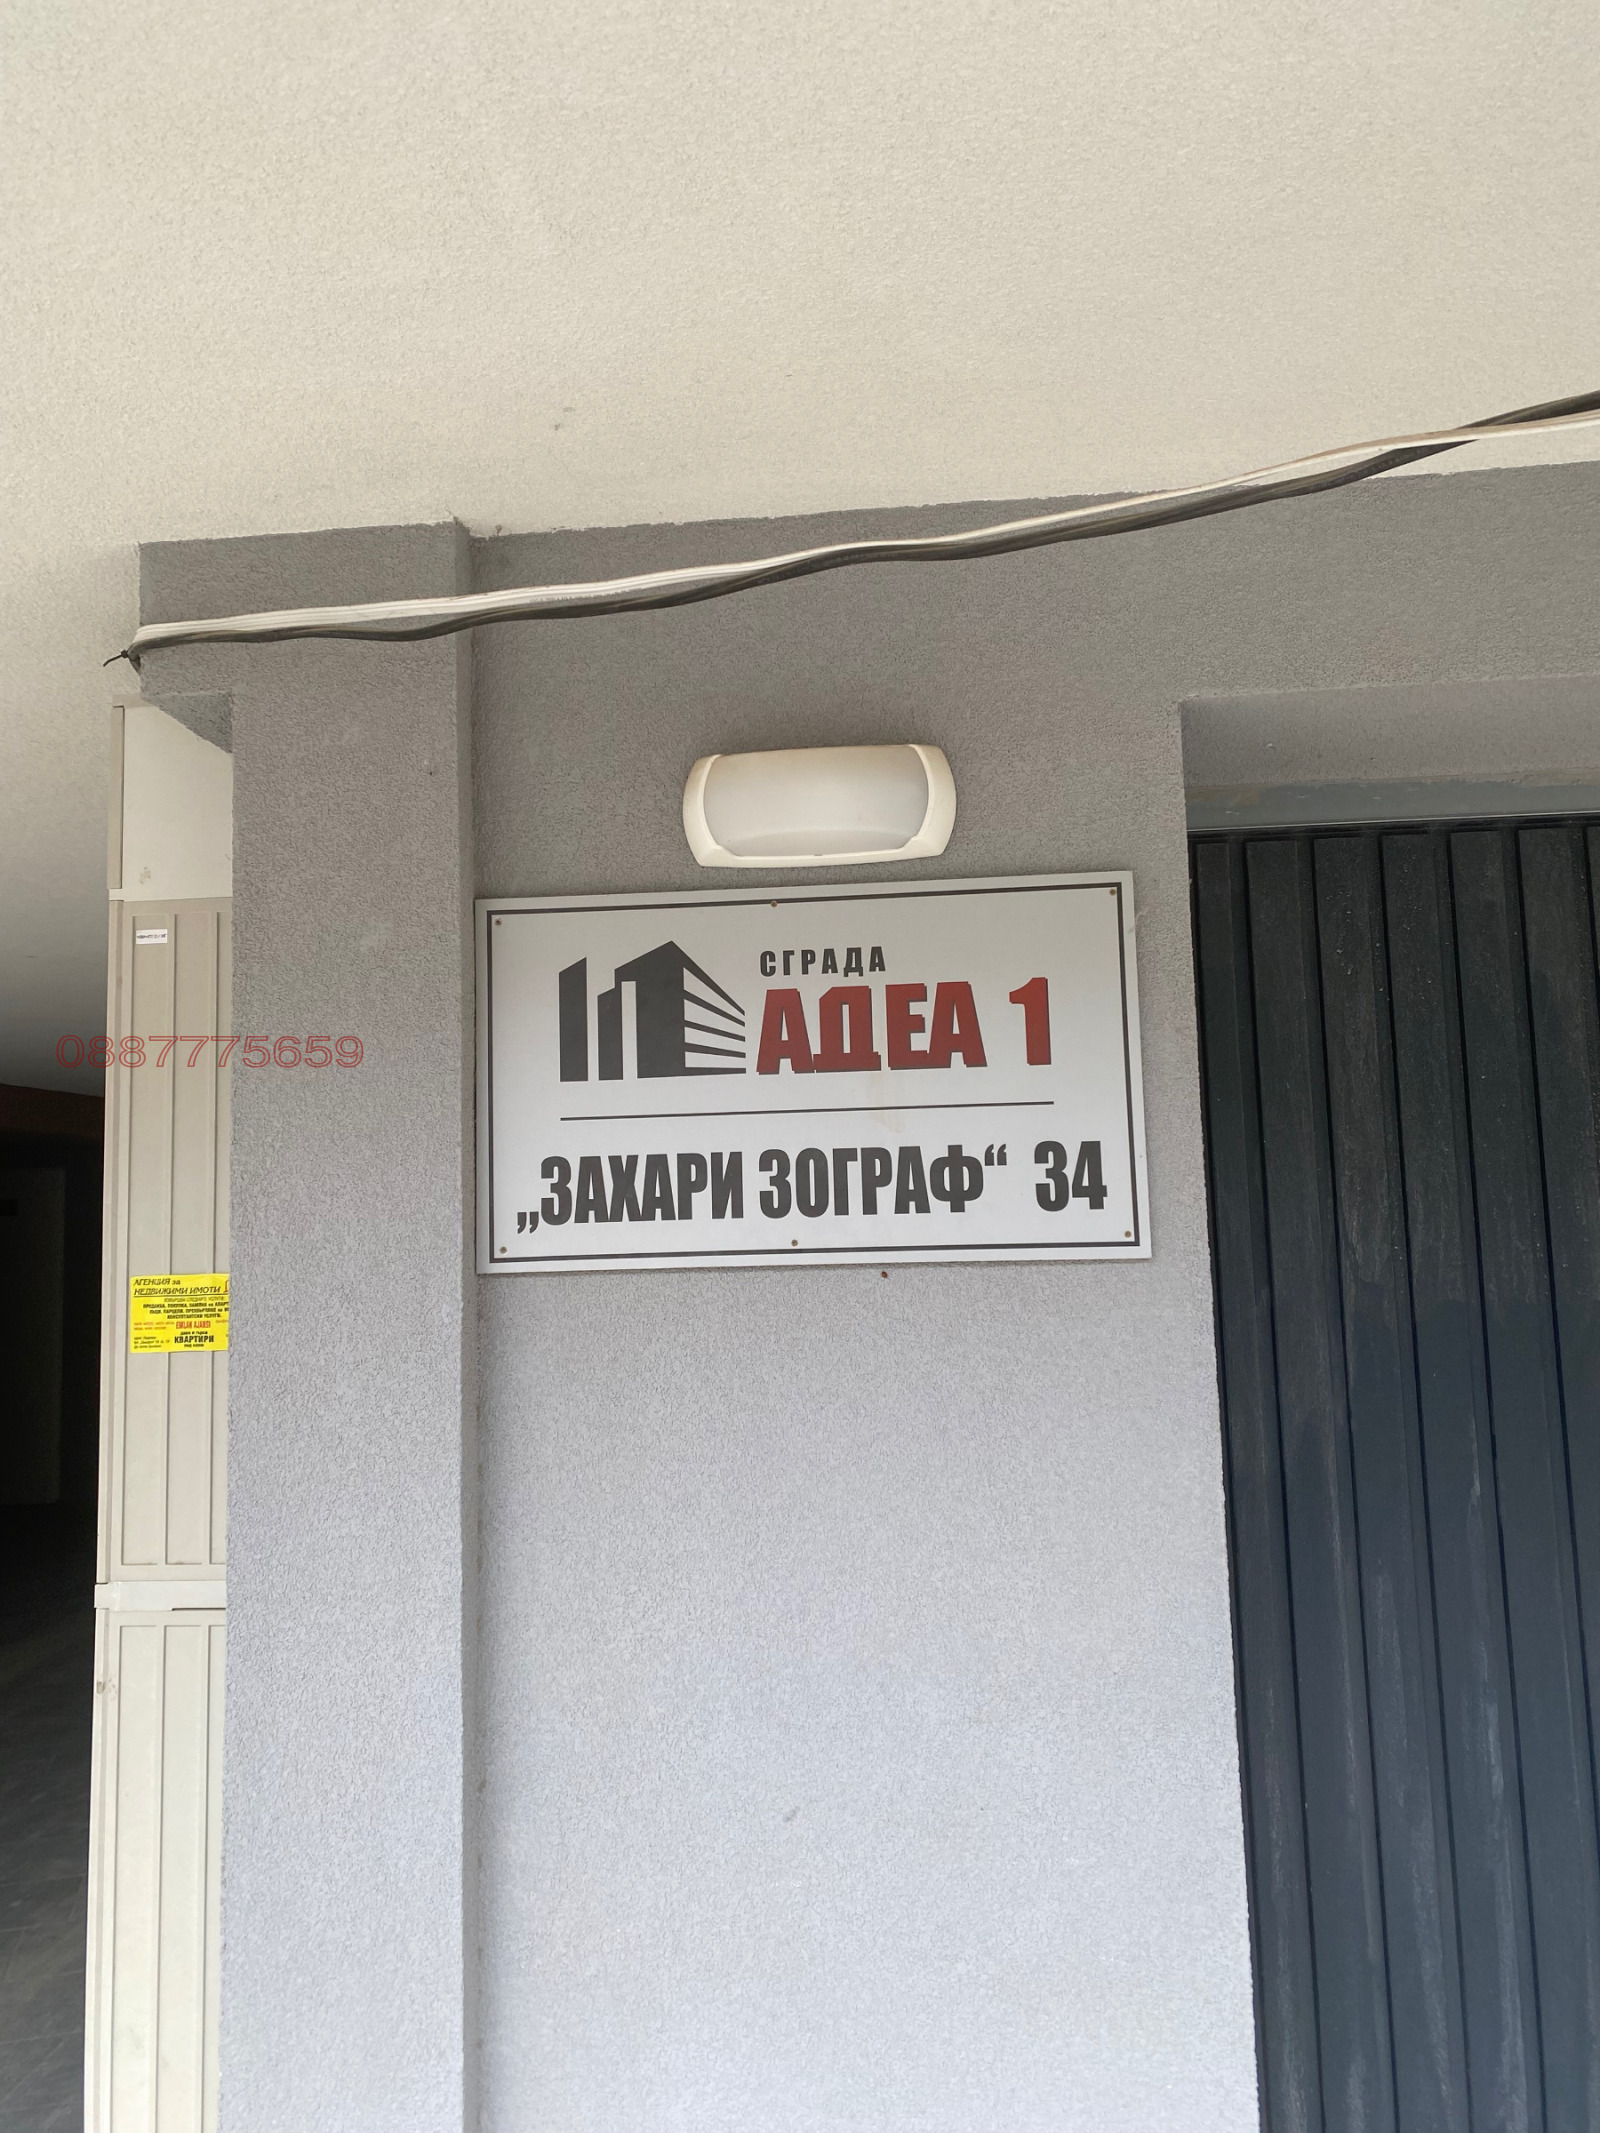 СГРАДА
АДЕА 1
„ЗАХАРИ ЗОГРАФ“ 34
0887775659
АГЕНЦИЯ за
НЕДВИЖИМИ ИМОТИ
КВАРТИРИ